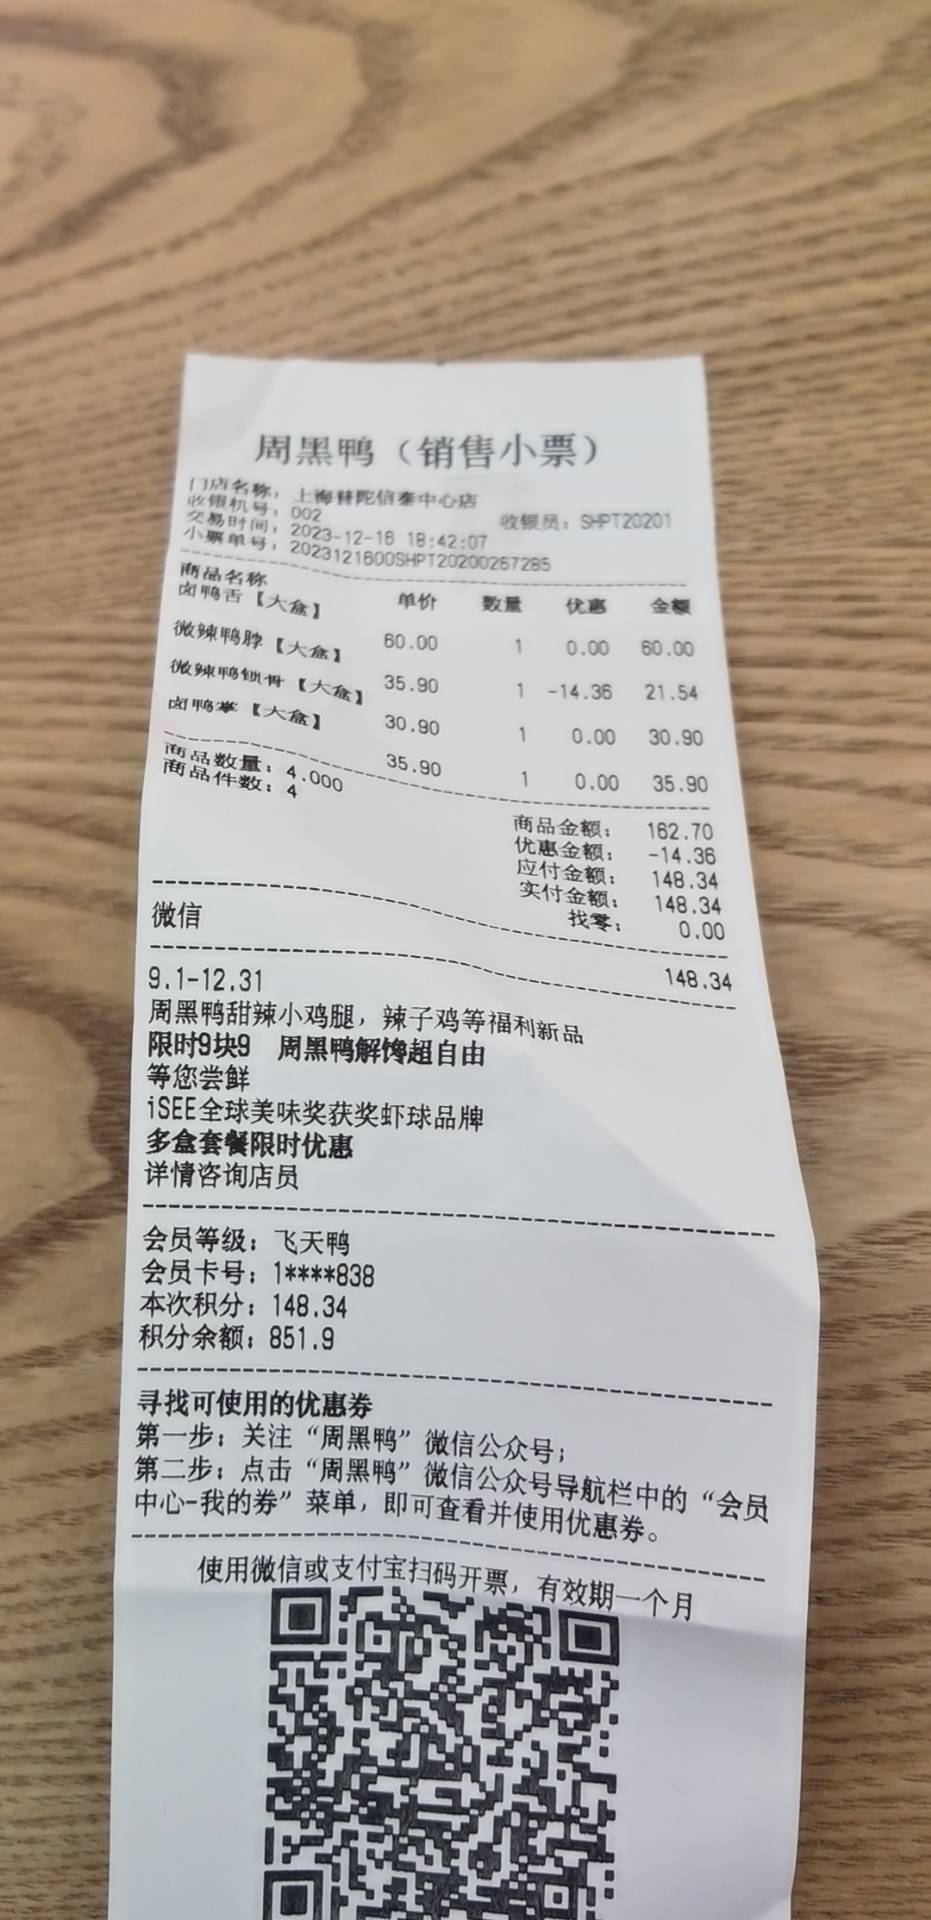 周黑鸭（销售小票）
门店名称：上海普陀信泰中心店
收银机号：002 收银员：SHPT20201
交易时间：2023-12-16 18:42:07
小票单号：2023121600SHPT20200267285
商品名称 单价 数量 优惠 金额
卤鸭舌【大盒】
60.00 1 0.00 60.00
微辣鸭脖【大盒】
35.90 1 -14.36 21.54
微辣鸭锁骨【大盒】
30.90 1 0.00 30.90
卤鸭掌【大盒】
35.90 1 0.00 35.90
商品数量：4.000
商品件数：4
商品金额：162.70
优惠金额：-14.36
应付金额：148.34
实付金额：148.34
找零：0.00
微信 148.34
9.1-12.31
周黑鸭甜辣小鸡腿，辣子鸡等福利新品
限时9块9 周黑鸭解馋超自由
等您尝鲜
iSEE全球美味奖获奖虾球品牌
多盒套餐限时优惠
详情咨询店员
会员等级：飞天鸭
会员卡号：1****838
本次积分：148.34
积分余额：851.9
寻找可使用的优惠券
第一步：关注“周黑鸭”微信公众号；
第二步：点击“周黑鸭”微信公众号导航栏中的“会员
中心-我的券”菜单，即可查看并使用优惠券。
使用微信或支付宝扫码开票，有效期一个月